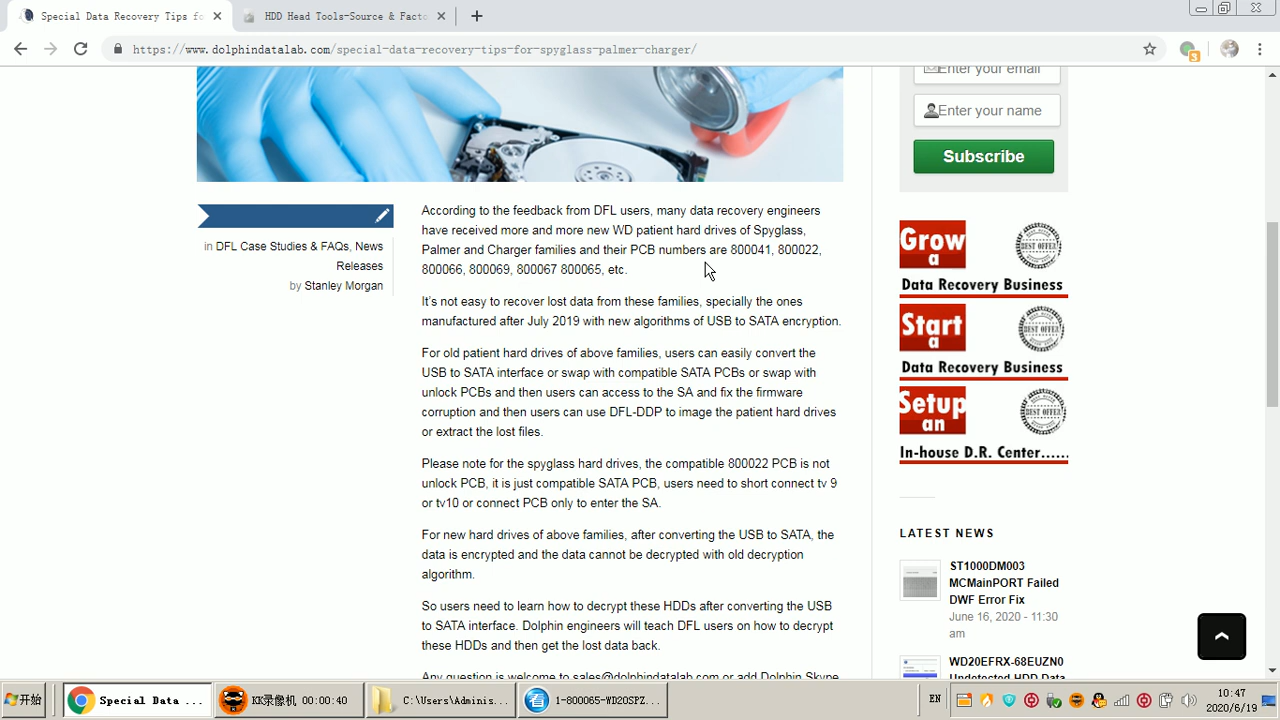 Special Data Recovery Tips fo
HDD Head Tools-Source & Facto
https://www.dolphindatalab.com/special-data-recovery-tips-for-spyglass-palmer-charger/
3
Enter your email
Enter your name
Subscribe
in DFL Case Studies & FAQs, News
Releases
by Stanley Morgan
According to the feedback from DFL users, many data recovery engineers
have received more and more new WD patient hard drives of Spyglass,
Palmer and Charger families and their PCB numbers are 800041, 800022,
800066, 800069, 800067 800065, etc.
It's not easy to recover lost data from these families, specially the ones
manufactured after July 2019 with new algorithms of USB to SATA encryption.
For old patient hard drives of above families, users can easily convert the
USB to SATA interface or swap with compatible SATA PCBs or swap with
unlock PCBs and then users can access to the SA and fix the firmware
corruption and then users can use DFL-DDP to image the patient hard drives
or extract the lost files.
Please note for the spyglass hard drives, the compatible 800022 PCB is not
unlock PCB, it is just compatible SATA PCB, users need to short connect tv 9
or tv10 or connect PCB only to enter the SA.
For new hard drives of above families, after converting the USB to SATA, the
data is encrypted and the data cannot be decrypted with old decryption
algorithm.
So users need to learn how to decrypt these HDDs after converting the USB
to SATA interface. Dolphin engineers will teach DFL users on how to decrypt
these HDDs and then get the lost data back.
Any question is welcome to sales@dolphindatalab.com or add Dolphin Skype
Grow
a
BEST OFFER
Data Recovery Business
Start
a
BEST OFFER
Data Recovery Business
Setup
an
BEST OFFER
In-house D.R. Center......
LATEST NEWS
ST1000DM003
MCMainPORT Failed
DWF Error Fix
June 16, 2020 - 11:30
am
WD20EFRX-68EUZN0
Undetected HDD Data
开始
Special Data ...
KK录像机 00...
C:\Users\Adminis...
1-800065-WD20SPZ...
EN
10:47
2020/6/19